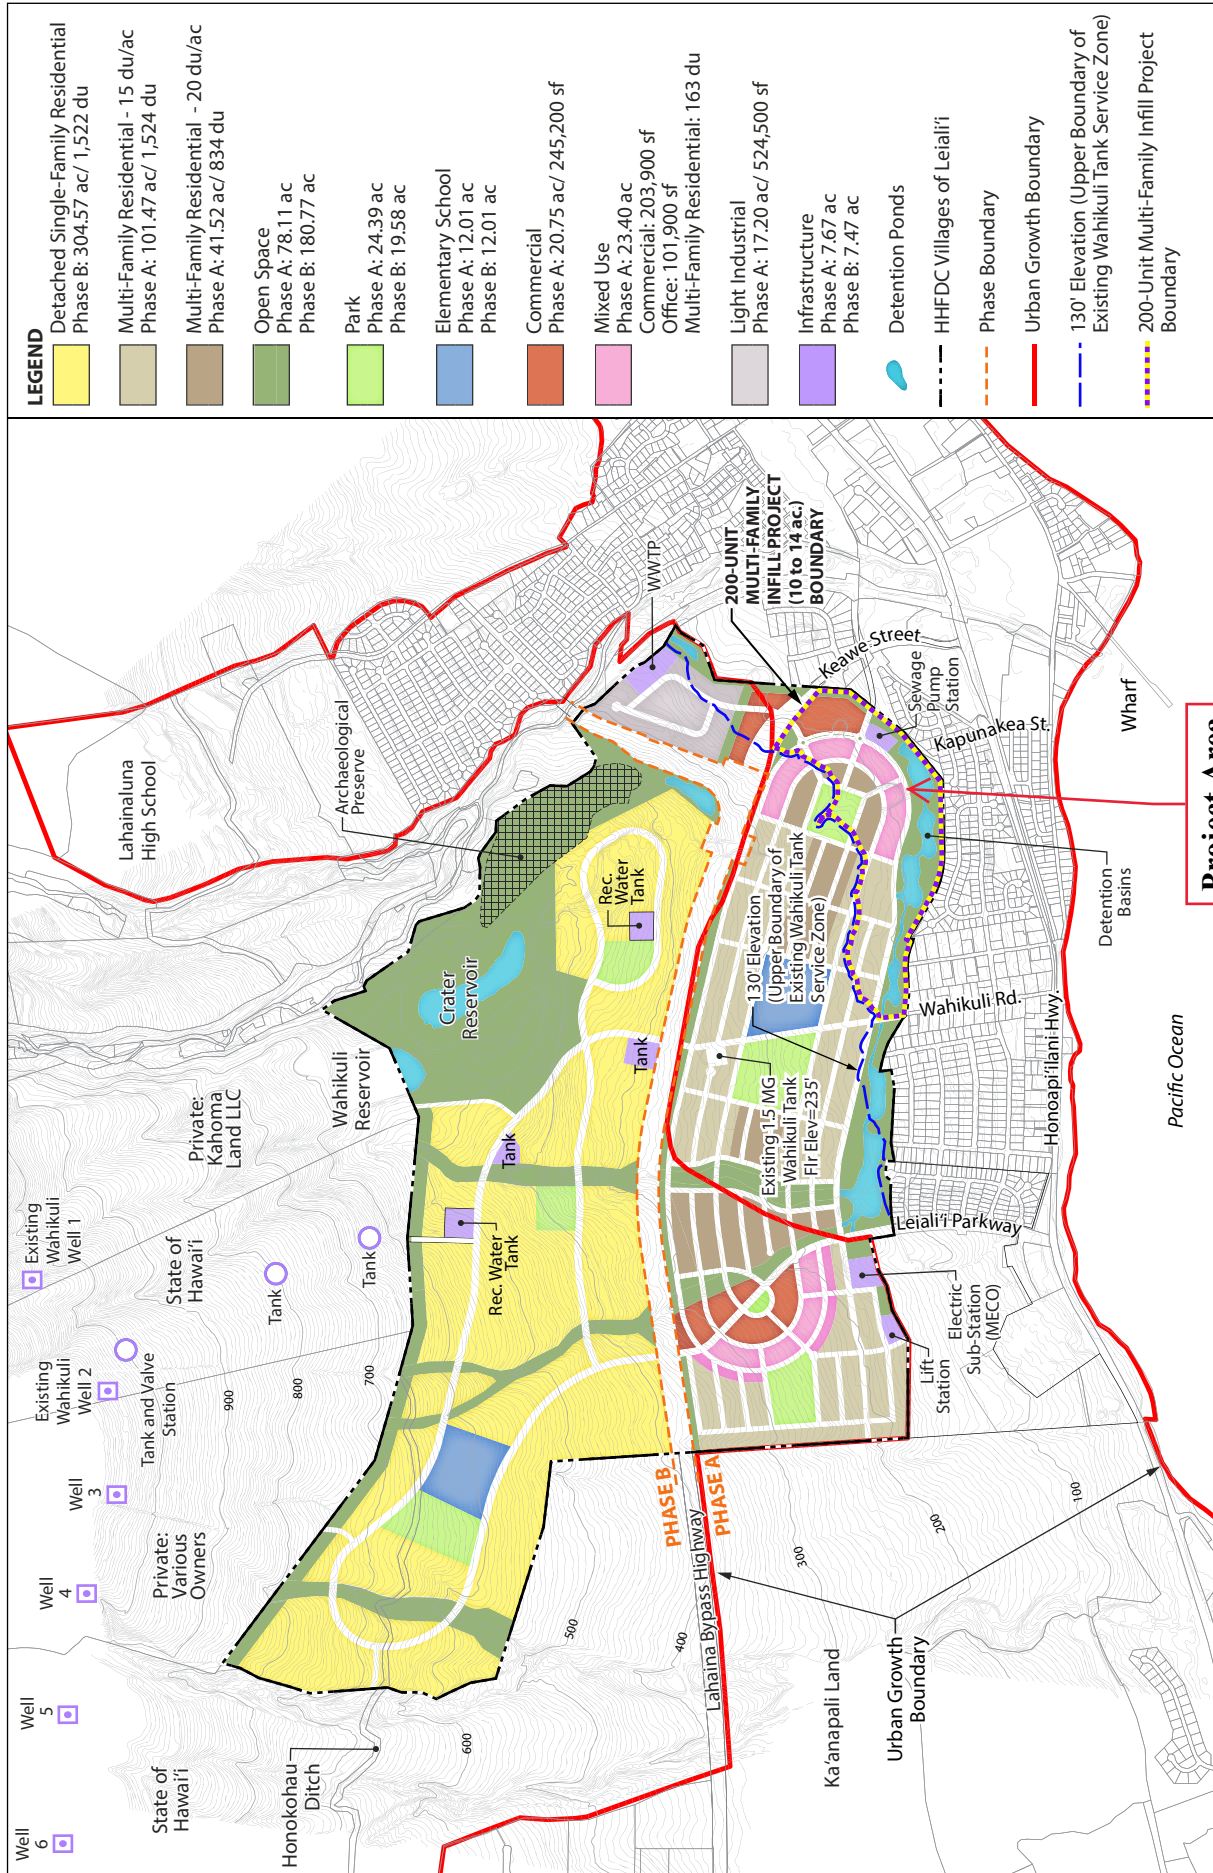 LEGEND
Detached Single-Family Residential
Phase B: 304.57 ac/ 1,522 du
Multi-Family Residential - 15 du/ac
Phase A: 101.47 ac/ 1,524 du
Multi-Family Residential - 20 du/ac
Phase A: 41.52 ac/ 834 du
Open Space
Phase A: 78.11 ac
Phase B: 180.77 ac
Park
Phase A: 24.39 ac
Phase B: 19.58 ac
Elementary School
Phase A: 12.01 ac
Phase B: 12.01 ac
Commercial
Phase A: 20.75 ac/ 245,200 sf
Mixed Use
Phase A: 23.40 ac
Commercial: 203,900 sf
Office: 101,900 sf
Multi-Family Residential: 163 du
Light Industrial
Phase A: 17.20 ac/ 524,500 sf
Infrastructure
Phase A: 7.67 ac
Phase B: 7.47 ac
Detention Ponds
HHFDC Villages of Leiali‘i
Phase Boundary
Urban Growth Boundary
130' Elevation (Upper Boundary of
Existing Wahikuli Tank Service Zone)
200-Unit Multi-Family Infill Project
Boundary
Well
6
Well
5
Well
4
Well
3
Existing
Wahikuli
Well 2
Existing
Wahikuli
Well 1
State of
Hawai‘i
Honokohau
Ditch
Private:
Various
Owners
Tank and Valve
Station
State of
Hawai‘i
Tank
Tank
Private:
Kahoma
Land LLC
Wahikuli
Reservoir
Lahainaluna
High School
Archaeological
Preserve
900
800
700
600
500
400
300
200
100
Crater
Reservoir
Rec. Water
Tank
Tank
Tank
Rec.
Water
Tank
WWTP
200-UNIT
MULTI-FAMILY
INFILL PROJECT
(10 to 14 ac.)
BOUNDARY
PHASE B
PHASE A
Lahaina Bypass Highway
Existing 1.5 MG
Wahikuli Tank
Flr Elev=235'
130' Elevation
(Upper Boundary of
Existing Wahikuli Tank
Service Zone)
Keawe Street
Sewage
Pump
Station
Kapunakea St.
Wahikuli Rd.
Leiali‘i Parkway
Electric
Sub-Station
(MECO)
Lift
Station
Detention
Basins
Wharf
Honoapi‘ilani Hwy.
Ka‘anapali Land
Urban Growth
Boundary
Pacific Ocean
Project Area